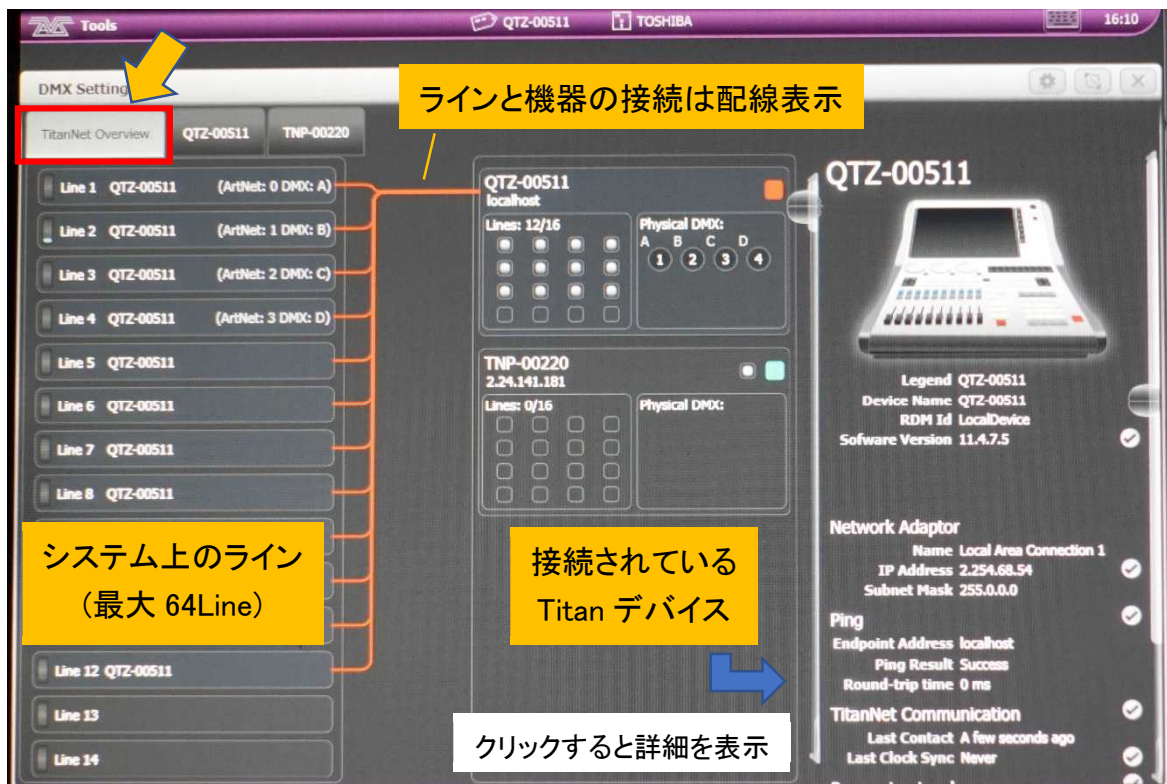 Tools
QTZ-00511
TOSHIBA
16:10
DMX Setting
TitanNet Overview
QTZ-00511
TNP-00220
ラインと機器の接続は配線表示
Line 1 QTZ-00511 (ArtNet: 0 DMX: A)
Line 2 QTZ-00511 (ArtNet: 1 DMX: B)
Line 3 QTZ-00511 (ArtNet: 2 DMX: C)
Line 4 QTZ-00511 (ArtNet: 3 DMX: D)
Line 5 QTZ-00511
Line 6 QTZ-00511
Line 7 QTZ-00511
Line 8 QTZ-00511
システム上のライン
（最大 64Line）
Line 12 QTZ-00511
Line 13
Line 14
QTZ-00511
localhost
Lines: 12/16
Physical DMX:
A B C D
1 2 3 4
TNP-00220
2.24.141.181
Lines: 0/16
Physical DMX:
接続されている
Titan デバイス
クリックすると詳細を表示
QTZ-00511
Legend QTZ-00511
Device Name QTZ-00511
RDM Id LocalDevice
Sofware Version 11.4.7.5
Network Adaptor
Name Local Area Connection 1
IP Address 2.254.68.54
Subnet Mask 255.0.0.0
Ping
Endpoint Address localhost
Ping Result Success
Round-trip time 0 ms
TitanNet Communication
Last Contact A few seconds ago
Last Clock Sync Never